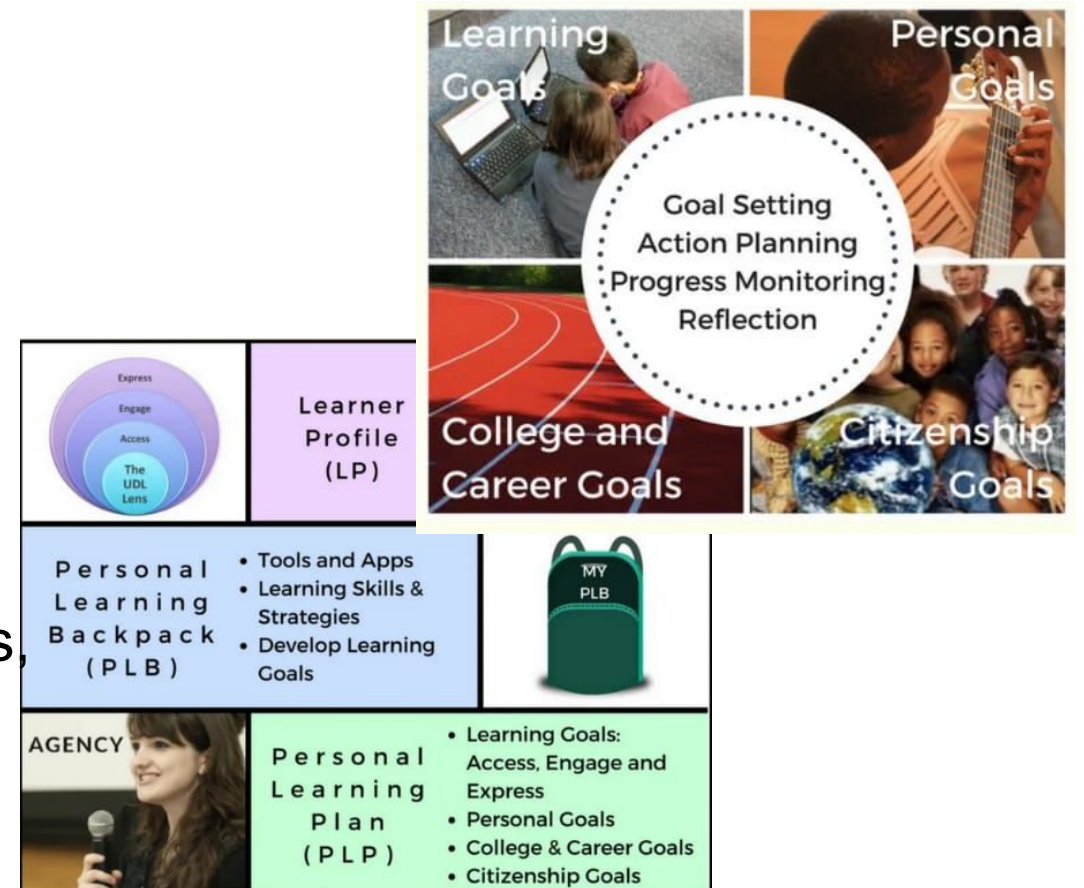 Learning
Goals
Personal
Goals
Goal Setting
Action Planning
Progress Monitoring
Reflection
College and
Career Goals
Citizenship
Goals
Express
Engage
Access
The
UDL
Lens
Learner
Profile
(LP)
Personal
Learning
Backpack
(PLB)
• Tools and Apps
• Learning Skills &
Strategies
• Develop Learning
Goals
MY
PLB
s,
AGENCY
Personal
Learning
Plan
(PLP)
• Learning Goals:
Access, Engage and
Express
• Personal Goals
• College & Career Goals
• Citizenship Goals